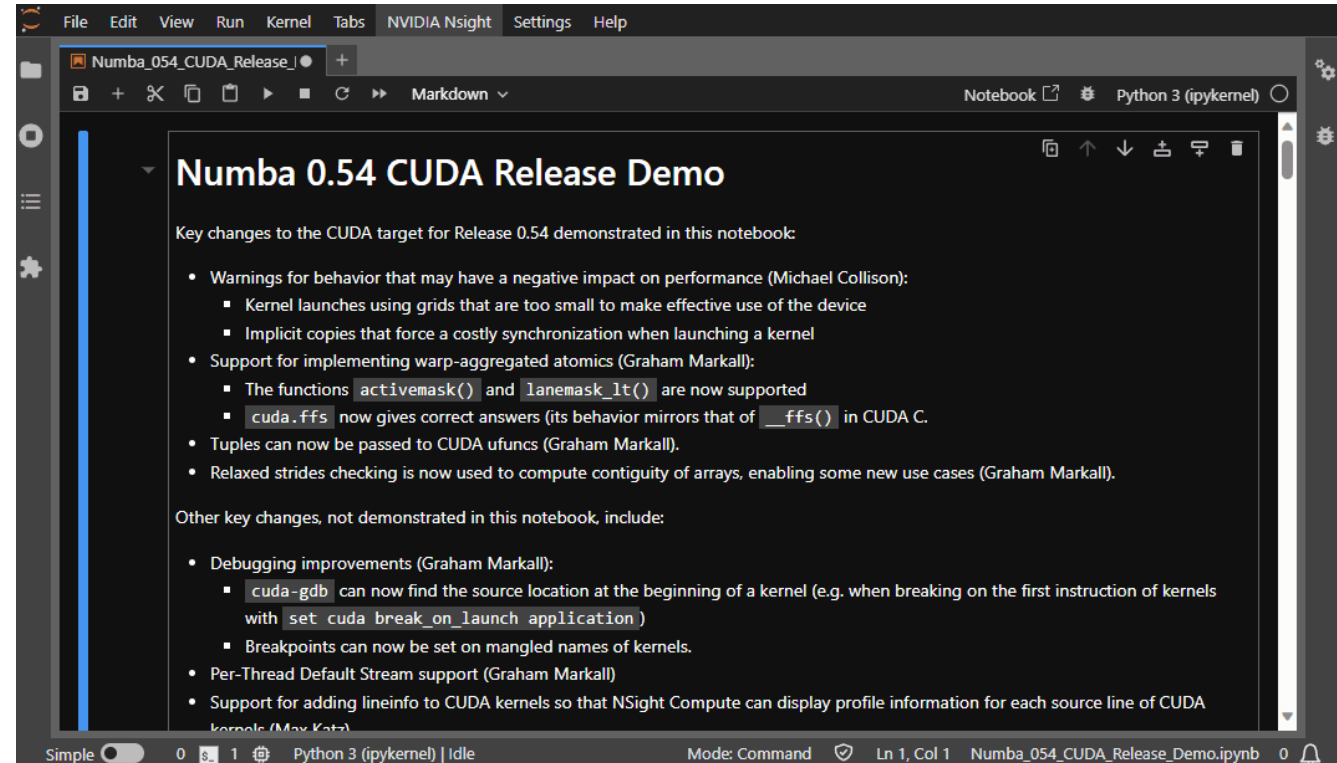 File Edit View Run Kernel Tabs NVIDIA Nsight Settings Help
Numba_054_CUDA_Release_
Markdown
Notebook
Python 3 (ipykernel)
Numba 0.54 CUDA Release Demo
Key changes to the CUDA target for Release 0.54 demonstrated in this notebook:
• Warnings for behavior that may have a negative impact on performance (Michael Collison):
▪ Kernel launches using grids that are too small to make effective use of the device
▪ Implicit copies that force a costly synchronization when launching a kernel
• Support for implementing warp-aggregated atomics (Graham Markall):
▪ The functions activemask() and lanemask_lt() are now supported
▪ cuda.ffs now gives correct answers (its behavior mirrors that of __ffs() in CUDA C.
• Tuples can now be passed to CUDA ufuncs (Graham Markall).
• Relaxed strides checking is now used to compute contiguity of arrays, enabling some new use cases (Graham Markall).
Other key changes, not demonstrated in this notebook, include:
• Debugging improvements (Graham Markall):
▪ cuda-gdb can now find the source location at the beginning of a kernel (e.g. when breaking on the first instruction of kernels
with set cuda break_on_launch application)
▪ Breakpoints can now be set on mangled names of kernels.
• Per-Thread Default Stream support (Graham Markall)
• Support for adding lineinfo to CUDA kernels so that NSight Compute can display profile information for each source line of CUDA
kernels (Max Katz)
Simple 0 $_ 1 Python 3 (ipykernel) | Idle Mode: Command Ln 1, Col 1 Numba_054_CUDA_Release_Demo.ipynb 0